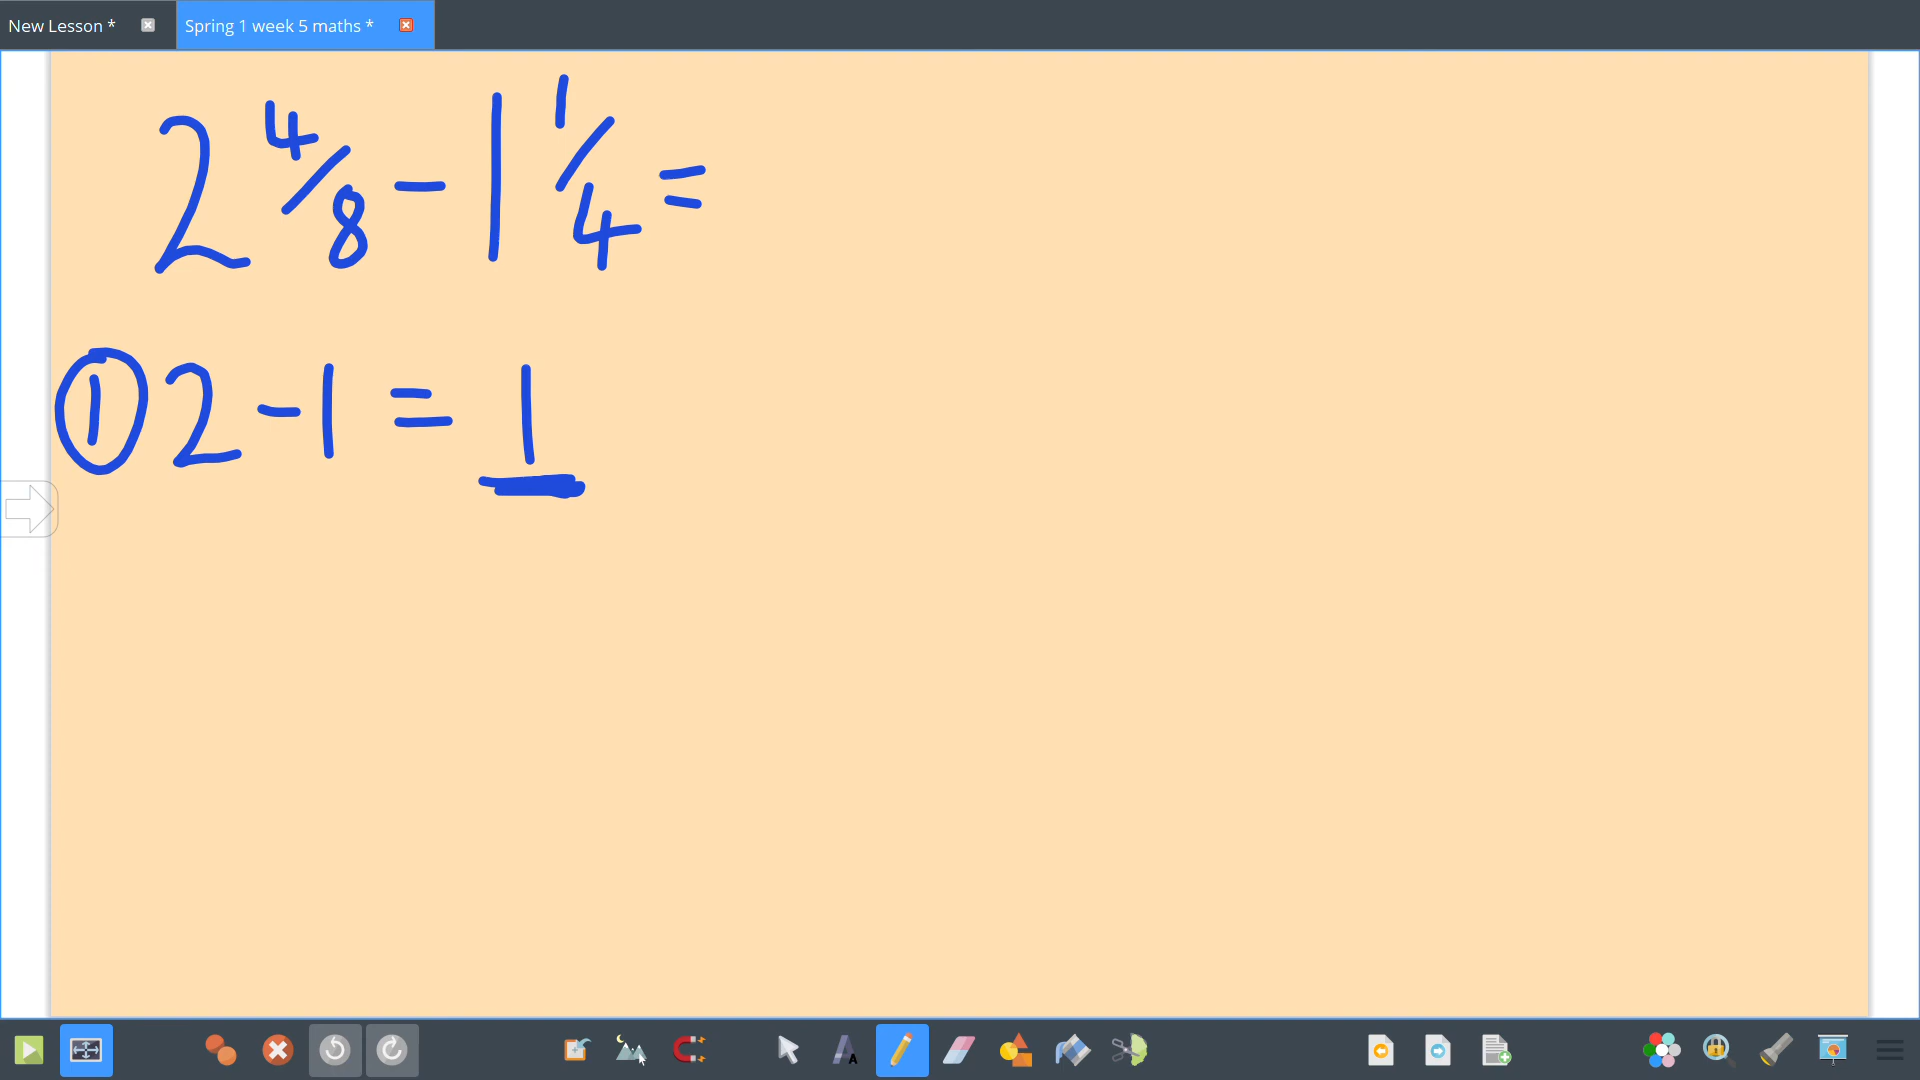 New Lesson *
Spring 1 week 5 maths *
2 4/8 - 1 1/4 =
① 2 - 1 = 1